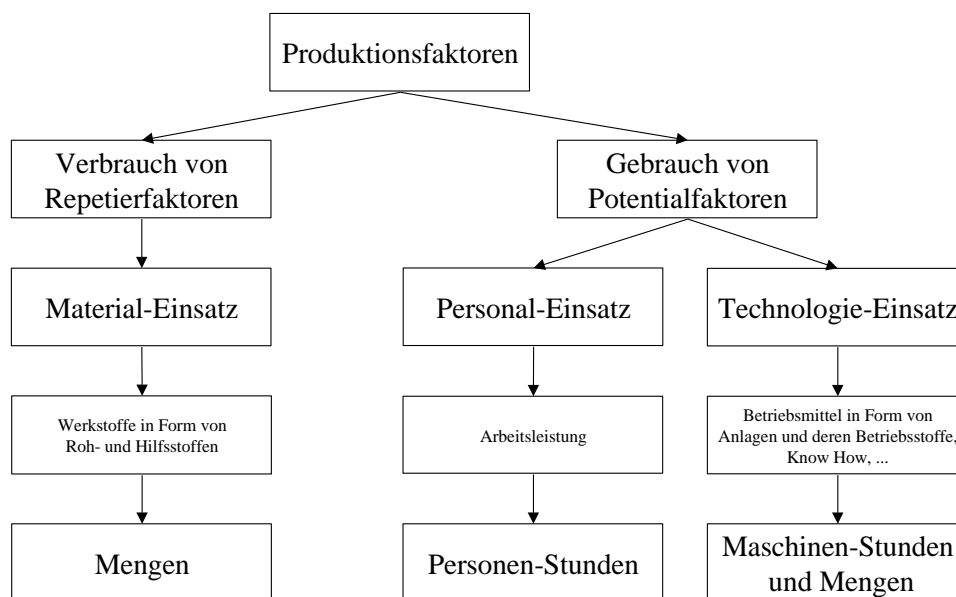 Produktionsfaktoren
Verbrauch von
Repetierfaktoren
Gebrauch von
Potentialfaktoren
Material-Einsatz
Personal-Einsatz
Technologie-Einsatz
Werkstoffe in Form von
Roh- und Hilfsstoffen
Arbeitsleistung
Betriebsmittel in Form von
Anlagen und deren Betriebsstoffe,
Know How, ...
Mengen
Personen-Stunden
Maschinen-Stunden
und Mengen